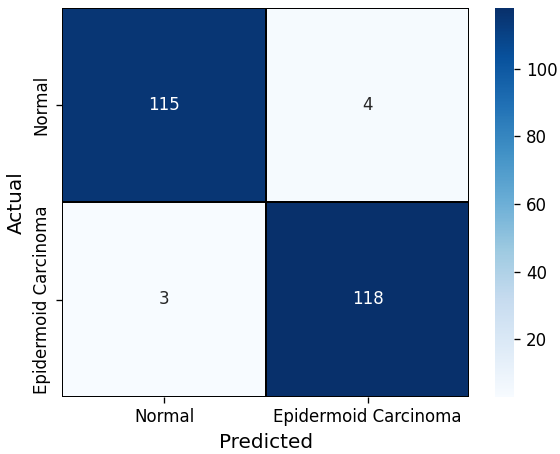 115
4
3
118
Normal
Epidermoid Carcinoma
Actual
Normal
Epidermoid Carcinoma
Predicted
100
80
60
40
20